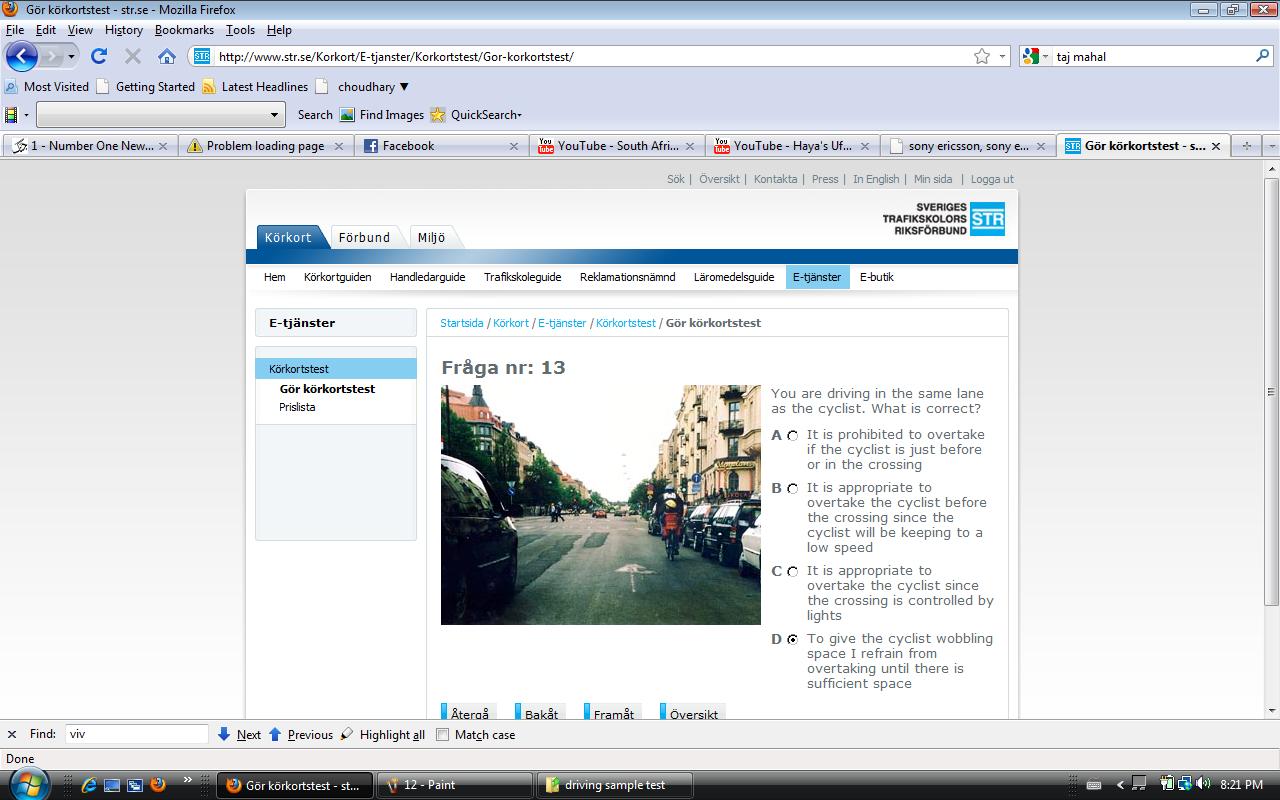 Gör körkortstest - str.se - Mozilla Firefox
File Edit View History Bookmarks Tools Help
STR http://www.str.se/Korkort/E-tjanster/Korkortstest/Gor-korkortstest/ taj mahal
Most Visited Getting Started Latest Headlines choudhary ▼
Search Find Images QuickSearch
1 - Number One New... Problem loading page Facebook YouTube - South Afri... YouTube - Haya's Uf... sony ericsson, sony e... Gör körkortstest - s...
Sök | Översikt | Kontakta | Press | In English | Min sida | Logga ut
SVERIGES
TRAFIKSKOLORS
RIKSFÖRBUND
STR
Körkort Förbund Miljö
Hem Körkortguiden Handledarguide Trafikskoleguide Reklamationsnämnd Läromedelsguide E-tjänster E-butik
E-tjänster
Körkortstest
Gör körkortstest
Prislista
Startsida / Körkort / E-tjänster / Körkortstest / Gör körkortstest
Fråga nr: 13
You are driving in the same lane
as the cyclist. What is correct?
A It is prohibited to overtake
if the cyclist is just before
or in the crossing
B It is appropriate to
overtake the cyclist before
the crossing since the
cyclist will be keeping to a
low speed
C It is appropriate to
overtake the cyclist since
the crossing is controlled by
lights
D To give the cyclist wobbling
space I refrain from
overtaking until there is
sufficient space
Återgå Bakåt Framåt Översikt
Find: viv Next Previous Highlight all Match case
Done
Gör körkortstest - st... 12 - Paint driving sample test 8:21 PM